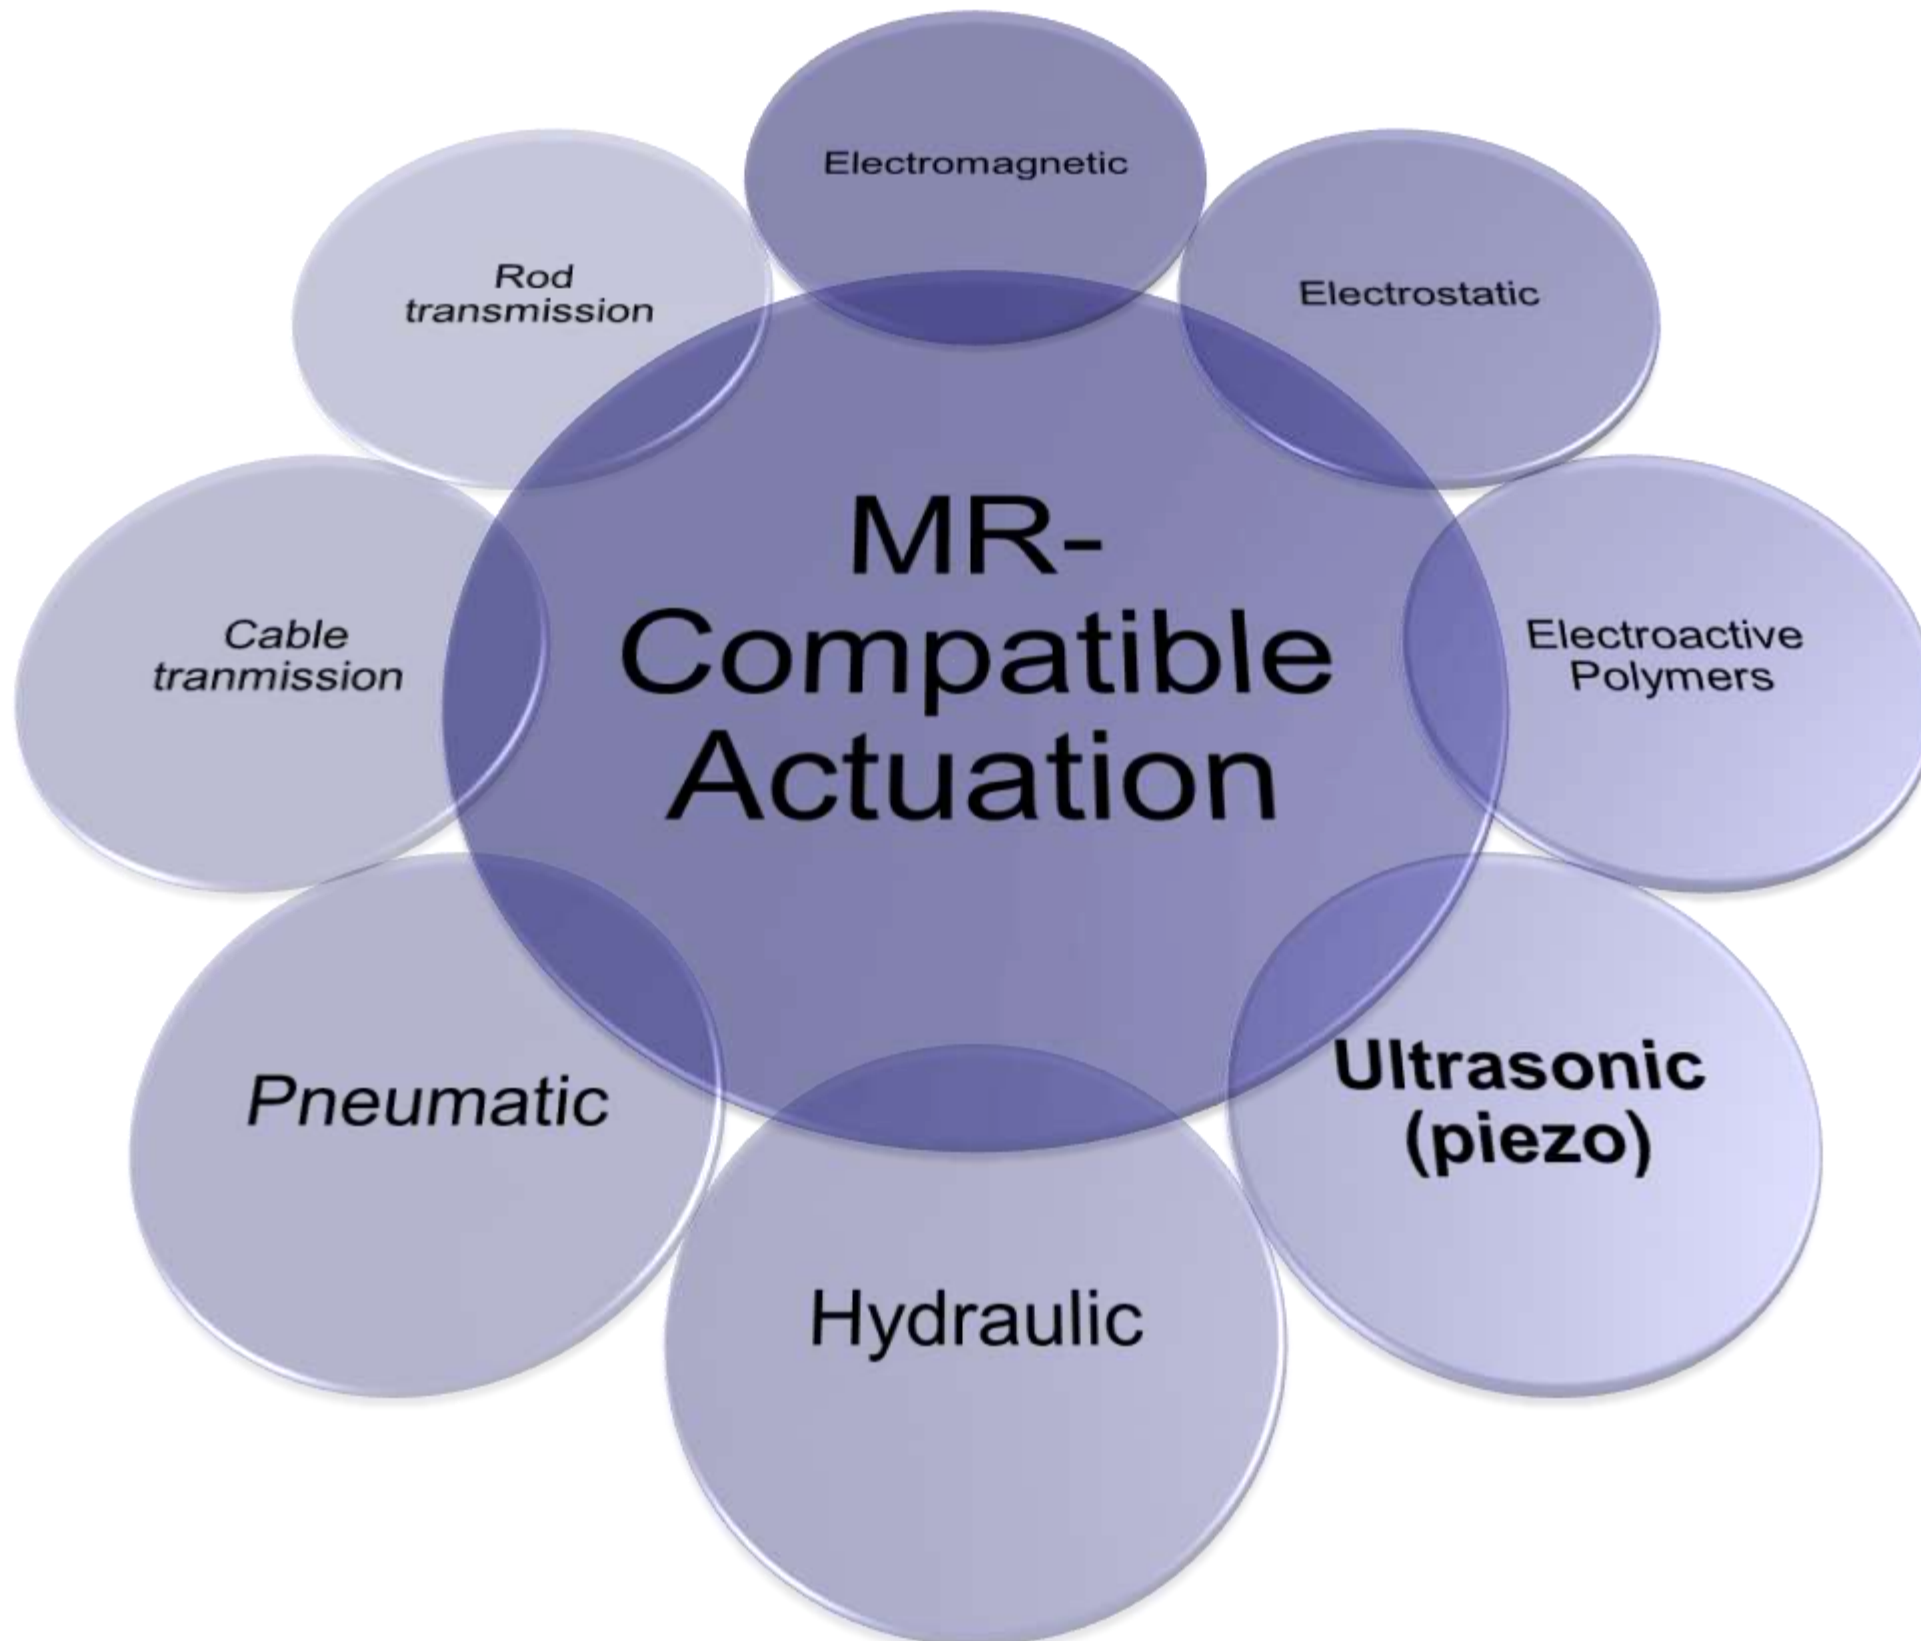 Electromagnetic
Rod
transmission
Electrostatic
MR-
Compatible
Actuation
Cable
tranmission
Electroactive
Polymers
Pneumatic
Ultrasonic
(piezo)
Hydraulic